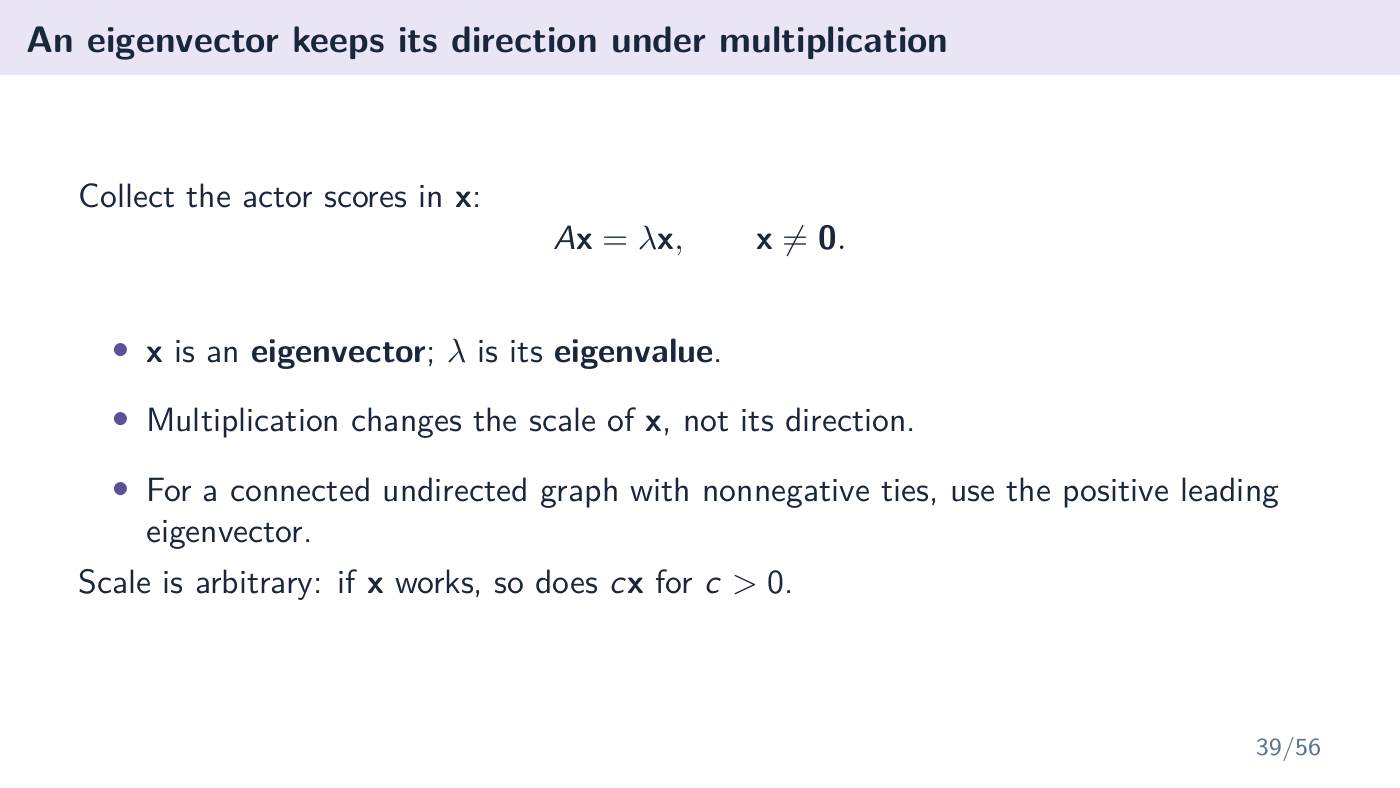 An eigenvector keeps its direction under multiplication
Collect the actor scores in x:
Ax = λx, x ≠ 0.
• x is an eigenvector; λ is its eigenvalue.
• Multiplication changes the scale of x, not its direction.
• For a connected undirected graph with nonnegative ties, use the positive leading
eigenvector.
Scale is arbitrary: if x works, so does cx for c > 0.
39/56